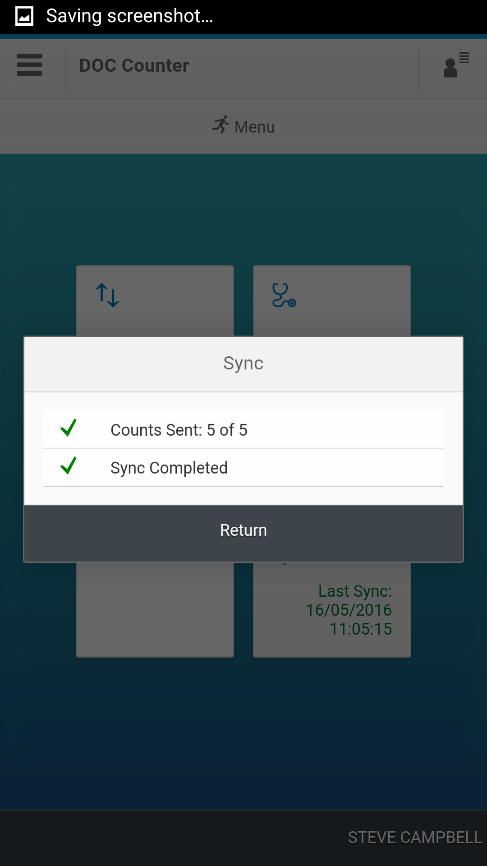 Saving screenshot...
DOC Counter
Menu
Sync
Counts Sent: 5 of 5
Sync Completed
Return
Last Sync:
16/05/2016
11:05:15
STEVE CAMPBELL